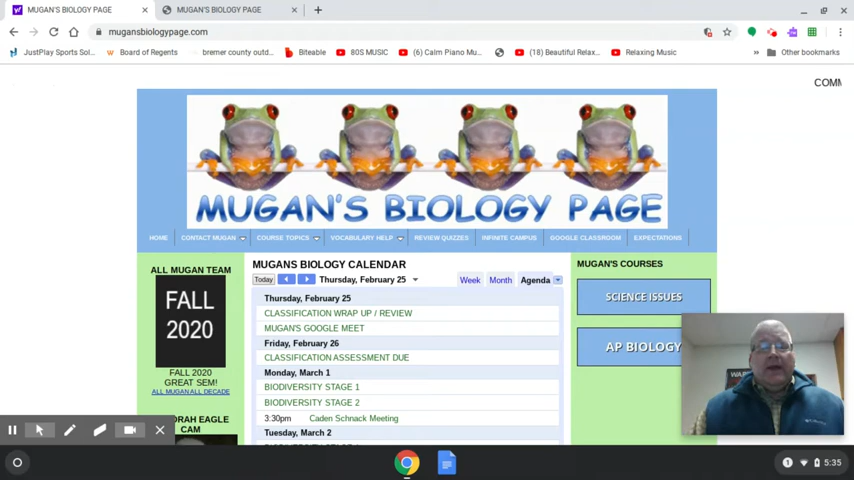 MUGAN'S BIOLOGY PAGE
MUGAN'S BIOLOGY PAGE
mugansbiologypage.com
JustPlay Sports Sol...
Board of Regents
bremer county outd...
Biteable
80S MUSIC
(6) Calm Piano Mu...
(18) Beautiful Relax...
Relaxing Music
Other bookmarks
COMM
MUGAN'S BIOLOGY PAGE
HOME
CONTACT MUGAN
COURSE TOPICS
VOCABULARY HELP
REVIEW QUIZZES
INFINITE CAMPUS
GOOGLE CLASSROOM
EXPECTATIONS
ALL MUGAN TEAM
FALL
2020
FALL 2020
GREAT SEM!
ALL MUGAN ALL DECADE
ORAH EAGLE
CAM
MUGANS BIOLOGY CALENDAR
Today
Thursday, February 25
Week
Month
Agenda
Thursday, February 25
CLASSIFICATION WRAP UP / REVIEW
MUGAN'S GOOGLE MEET
Friday, February 26
CLASSIFICATION ASSESSMENT DUE
Monday, March 1
BIODIVERSITY STAGE 1
BIODIVERSITY STAGE 2
3:30pm Caden Schnack Meeting
Tuesday, March 2
MUGAN'S COURSES
SCIENCE ISSUES
AP BIOLOGY
1
5:35